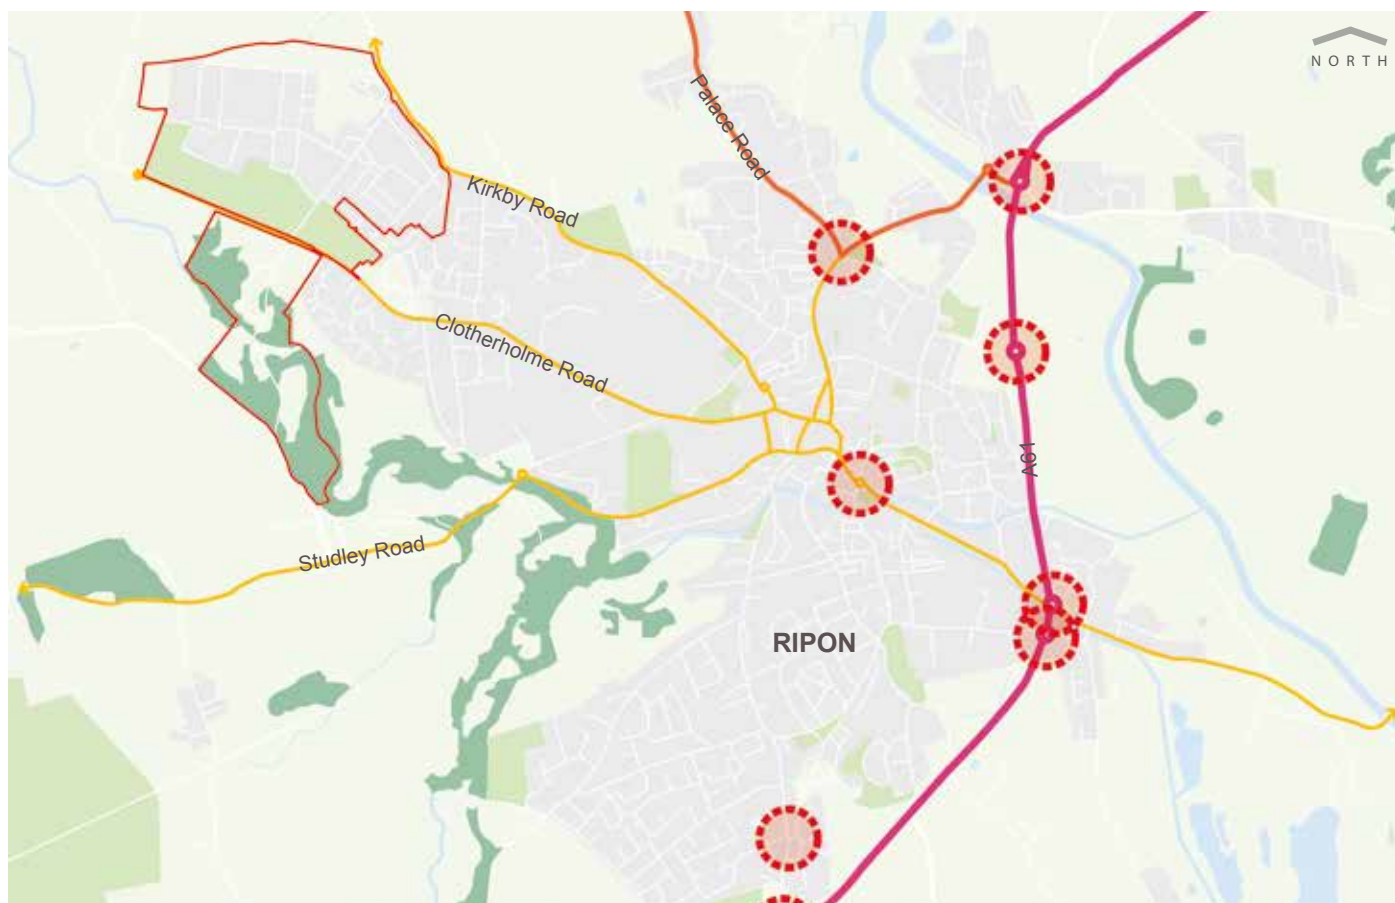 NORTH
Palace Road
Kirkby Road
Clotherholme Road
A61
Studley Road
RIPON